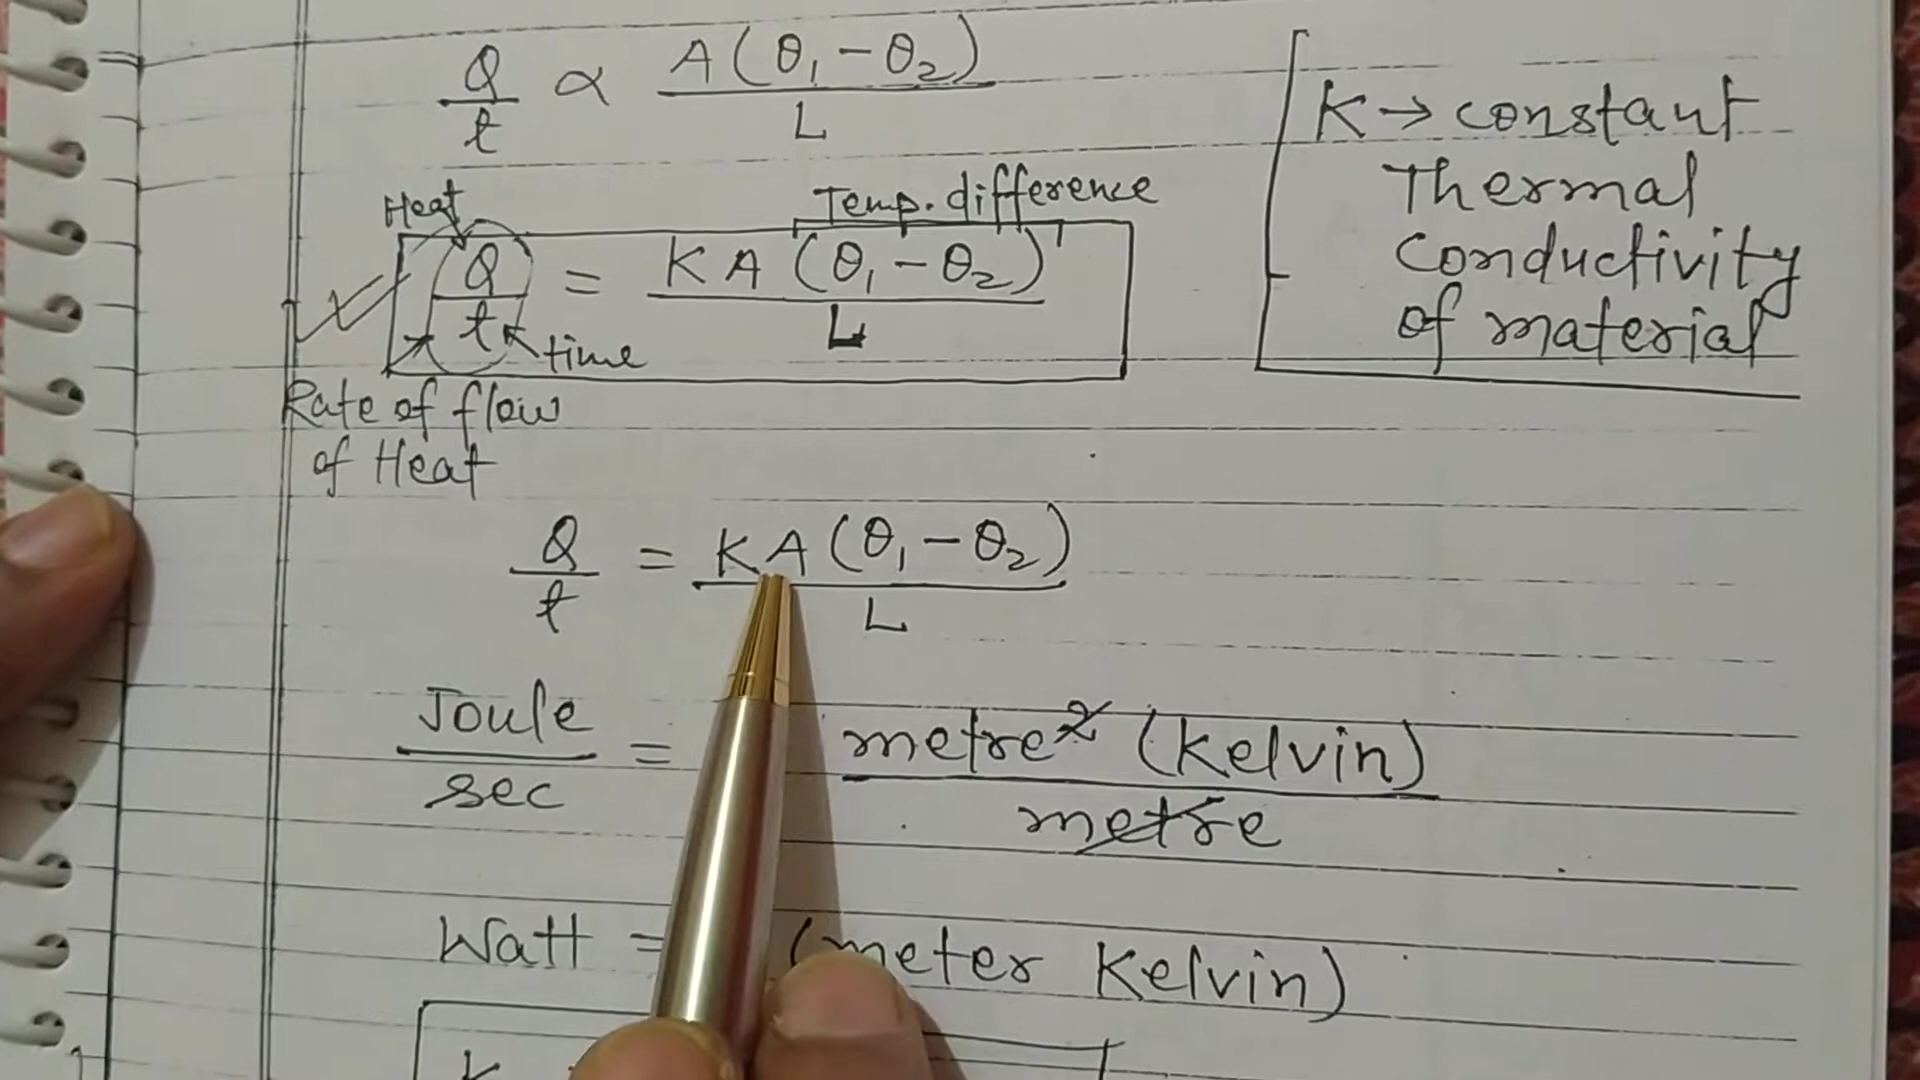 Q/t ∝ A(θ₁-θ₂)/L
K → constant
Thermal
Conductivity
of material
Heat
Temp. difference
Q/t = KA(θ₁-θ₂)/L
time
Rate of flow
of Heat
Q/t = KA(θ₁-θ₂)/L
Joule/sec = metre² (Kelvin)/metre
Watt = (meter Kelvin)